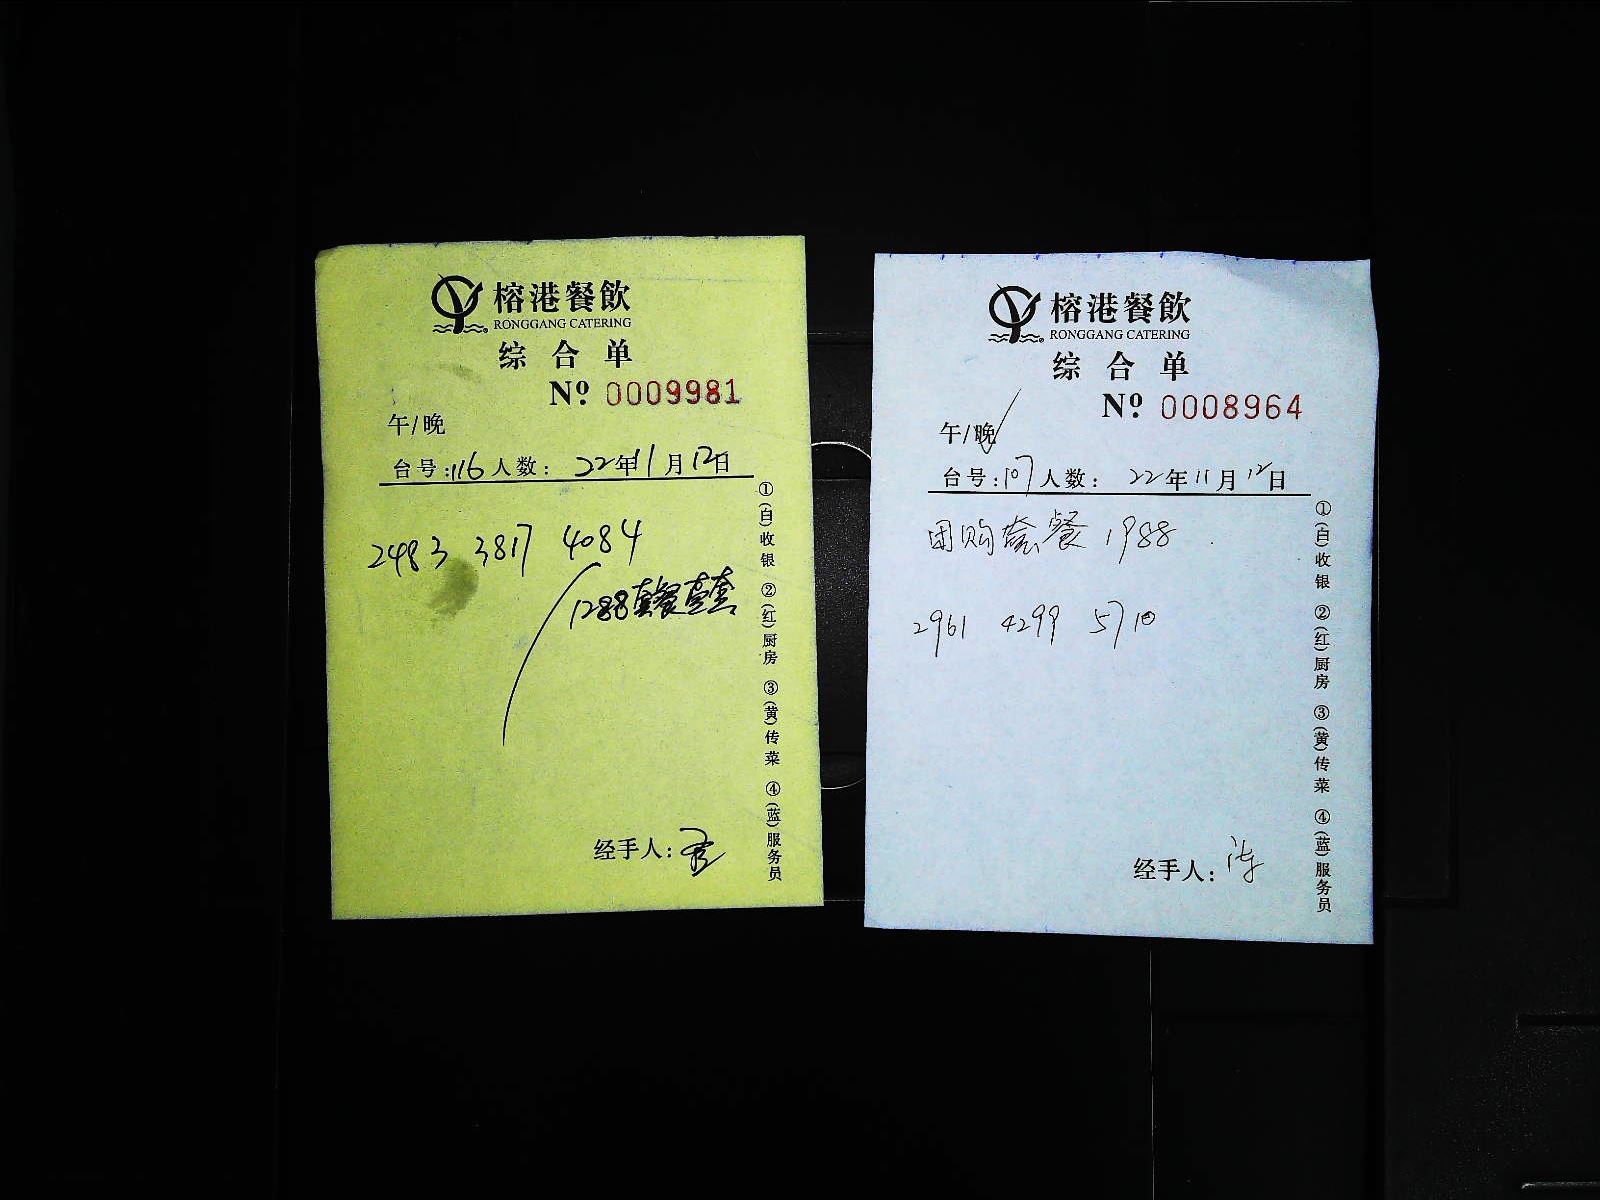 榕港餐飲
RONGGANG CATERING
综合单
Nº 0009981
午/晚
台号:116 人数: 22年11月12日
2483 3817 4084
1288套餐壹套
经手人:
①(白)收银 ②(红)厨房 ③(黄)传菜 ④(蓝)服务员
榕港餐飲
RONGGANG CATERING
综合单
Nº 0008964
午/晚
台号:107 人数: 22年11月12日
团购套餐 1988
2961 4299 5710
经手人:
①(白)收银 ②(红)厨房 ③(黄)传菜 ④(蓝)服务员